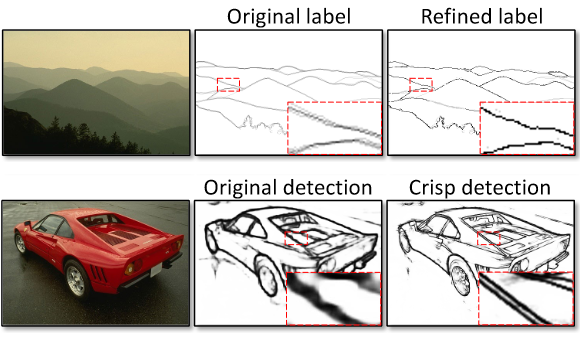 Original label
Refined label
Original detection
Crisp detection